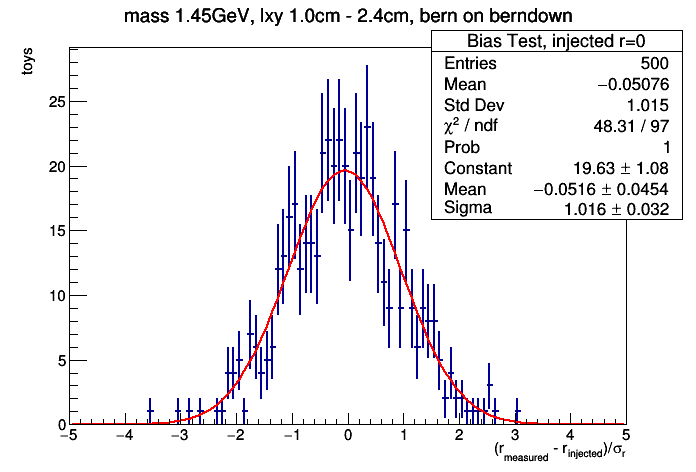 mass 1.45GeV, lxy 1.0cm - 2.4cm, bern on berndown
Bias Test, injected r=0
Entries 500
Mean −0.05076
Std Dev 1.015
χ² / ndf 48.31 / 97
Prob 1
Constant 19.63 ± 1.08
Mean −0.0516 ± 0.0454
Sigma 1.016 ± 0.032
toys
25
20
15
10
5
0
−5 −4 −3 −2 −1 0 1 2 3 4 5
(r_measured - r_injected)/σ_r